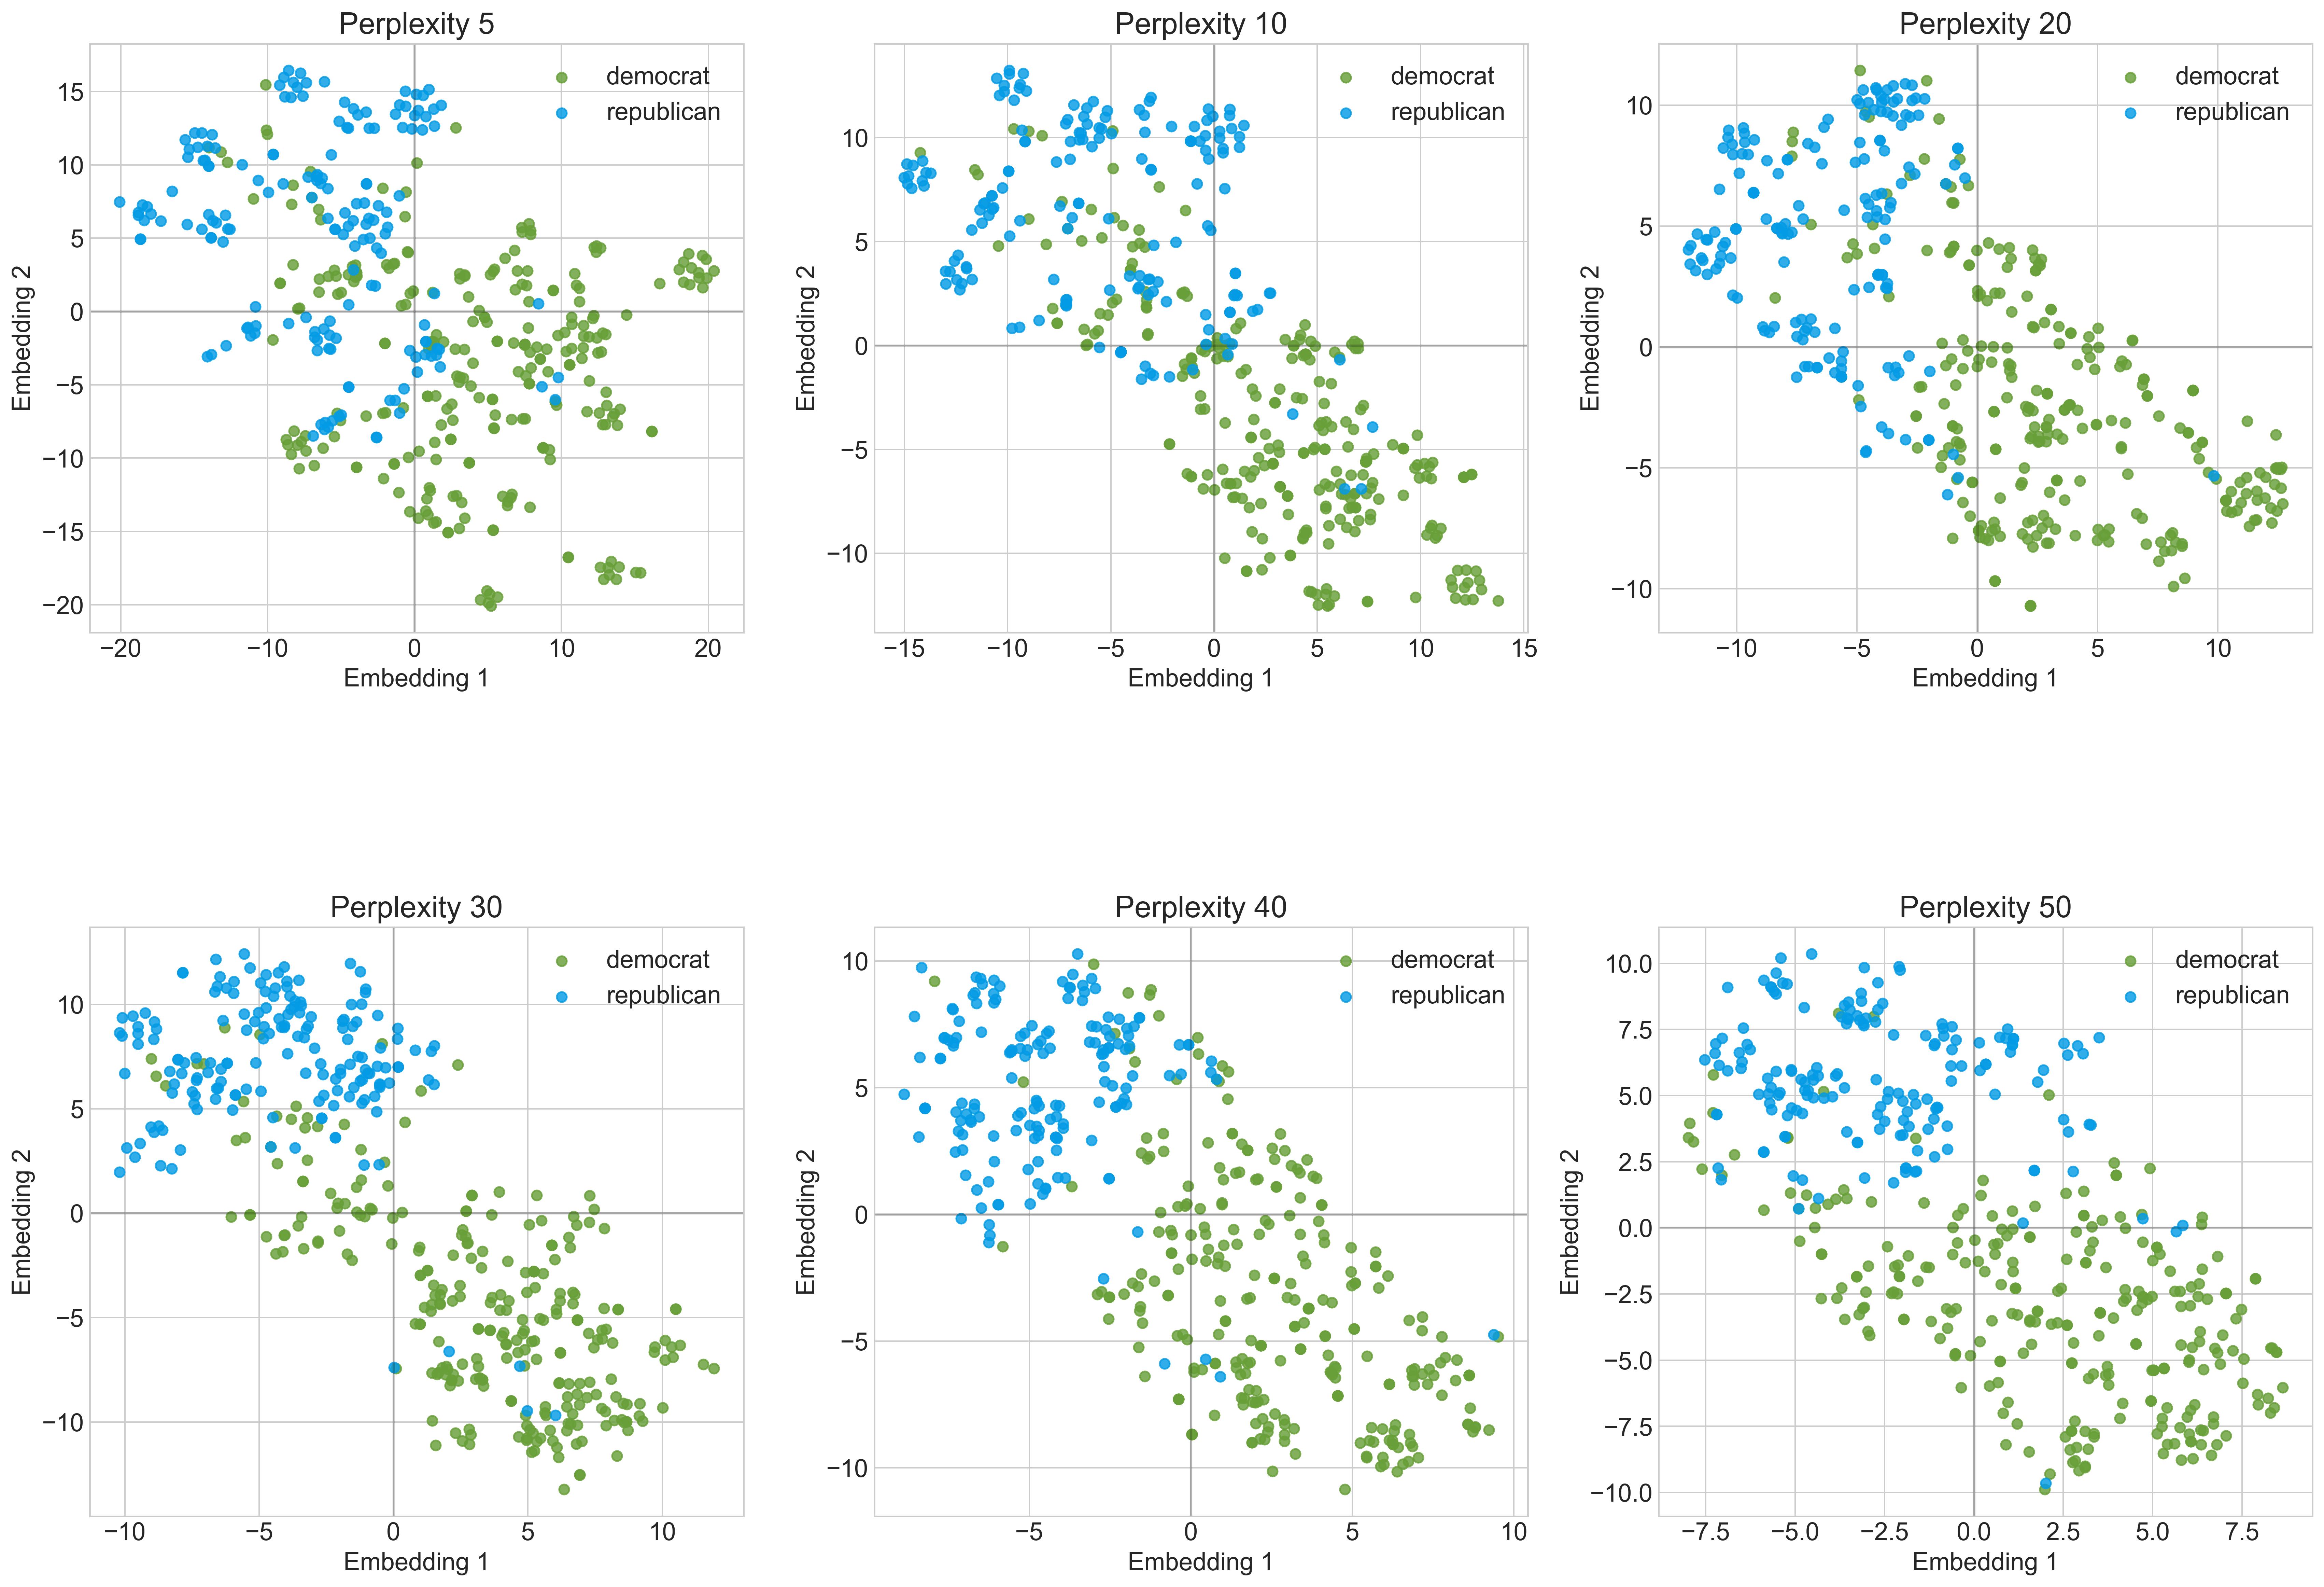 Perplexity 5
democrat
republican
15
10
5
0
−5
−10
−15
−20
Embedding 2
−20 −10 0 10 20
Embedding 1
Perplexity 10
democrat
republican
10
5
0
−5
−10
Embedding 2
−15 −10 −5 0 5 10 15
Embedding 1
Perplexity 20
democrat
republican
10
5
0
−5
−10
Embedding 2
−10 −5 0 5 10
Embedding 1
Perplexity 30
democrat
republican
10
5
0
−5
−10
Embedding 2
−10 −5 0 5 10
Embedding 1
Perplexity 40
democrat
republican
10
5
0
−5
−10
Embedding 2
−5 0 5 10
Embedding 1
Perplexity 50
democrat
republican
10.0
7.5
5.0
2.5
0.0
−2.5
−5.0
−7.5
−10.0
Embedding 2
−7.5 −5.0 −2.5 0.0 2.5 5.0 7.5
Embedding 1